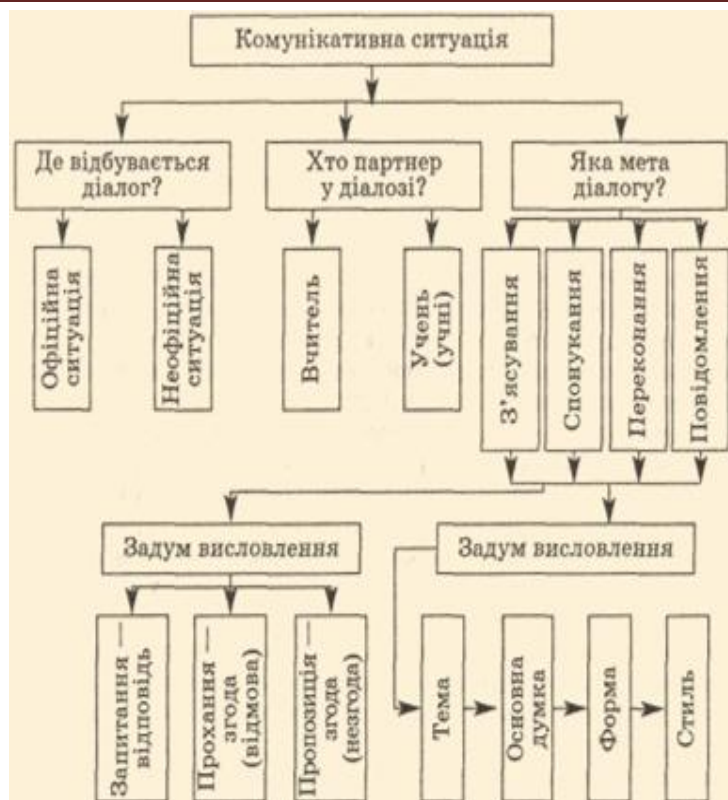 Комунікативна ситуація
Де відбувається
діалог?
Хто партнер
у діалозі?
Яка мета
діалогу?
Офіційна
ситуація
Неофіційна
ситуація
Вчитель
Учень
(учні)
З'ясування
Спонукання
Переконання
Повідомлення
Задум висловлення
Задум висловлення
Запитання —
відповідь
Прохання —
згода
(відмова)
Пропозиція —
згода
(незгода)
Тема
Основна
думка
Форма
Стиль